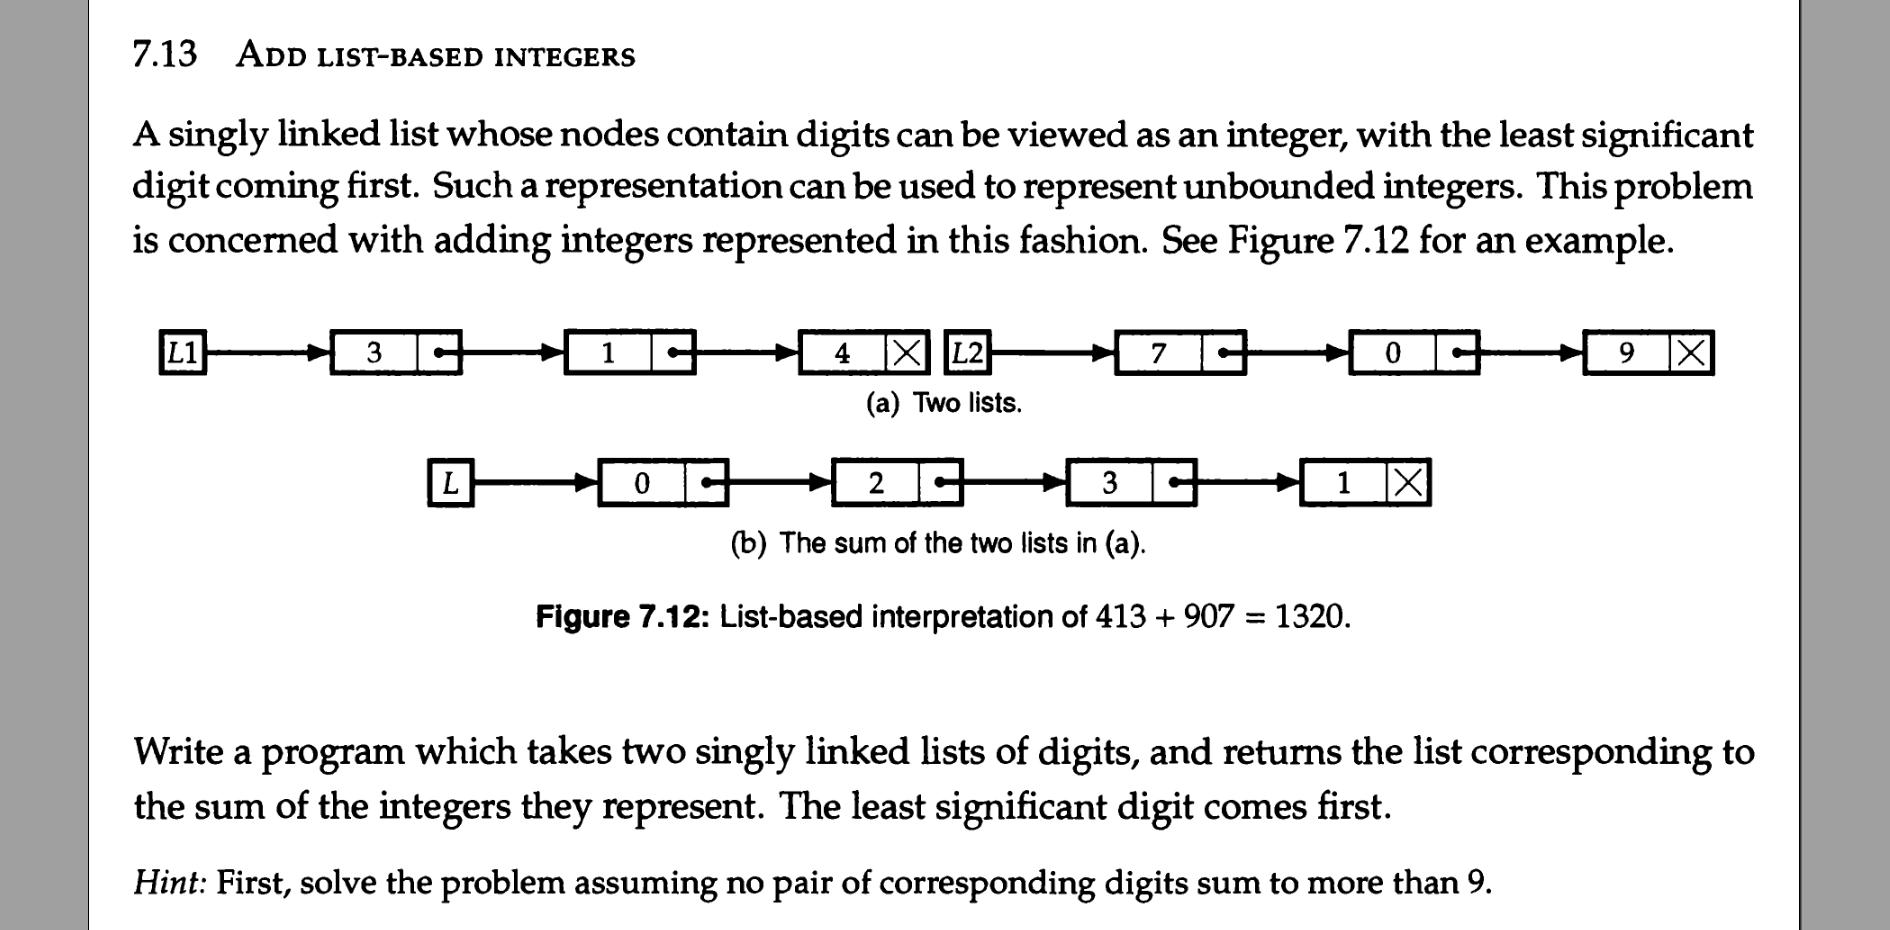 7.13 ADD LIST-BASED INTEGERS
A singly linked list whose nodes contain digits can be viewed as an integer, with the least significant
digit coming first. Such a representation can be used to represent unbounded integers. This problem
is concerned with adding integers represented in this fashion. See Figure 7.12 for an example.
L1 3 1 4 L2 7 0 9
(a) Two lists.
L 0 2 3 1
(b) The sum of the two lists in (a).
Figure 7.12: List-based interpretation of 413 + 907 = 1320.
Write a program which takes two singly linked lists of digits, and returns the list corresponding to
the sum of the integers they represent. The least significant digit comes first.
Hint: First, solve the problem assuming no pair of corresponding digits sum to more than 9.